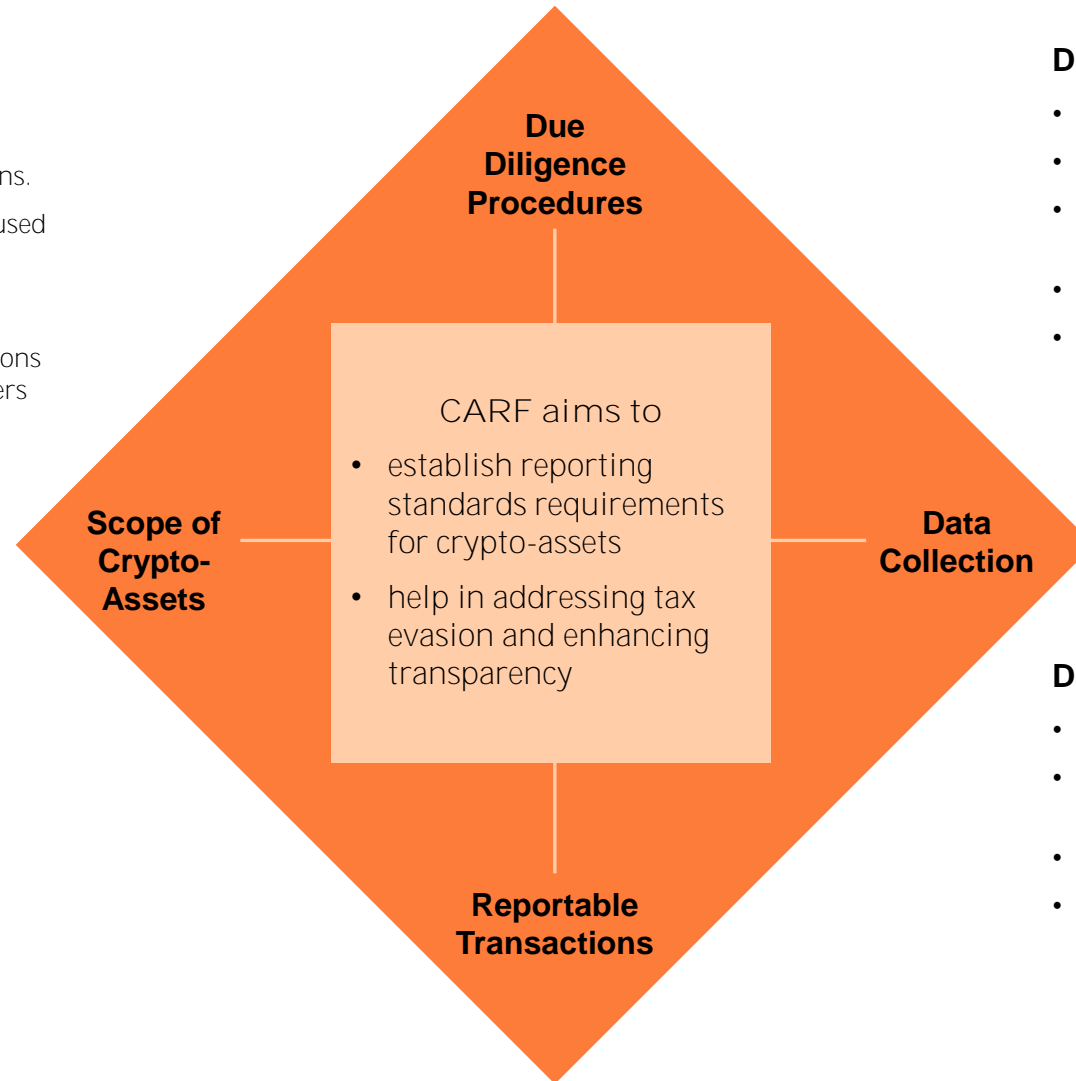 Due
Diligence
Procedures
CARF aims to
• establish reporting
standards requirements
for crypto-assets
• help in addressing tax
evasion and enhancing
transparency
Scope of
Crypto-
Assets
Data
Collection
Reportable
Transactions
used
D
•
•
•
•
•
D
•
•
•
•